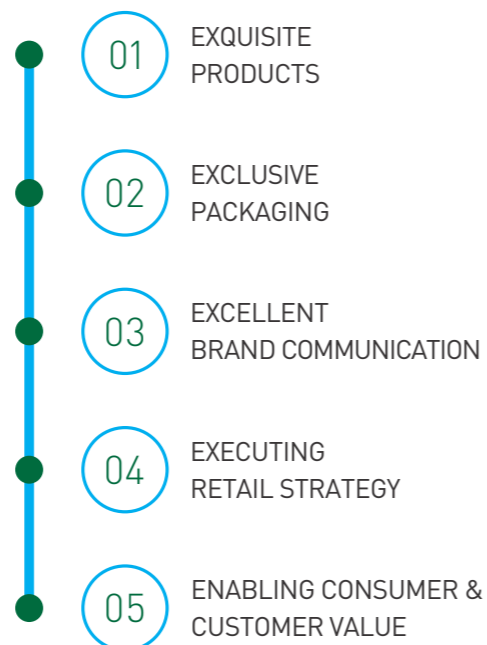 01
EXQUISITE
PRODUCTS
02
EXCLUSIVE
PACKAGING
03
EXCELLENT
BRAND COMMUNICATION
04
EXECUTING
RETAIL STRATEGY
05
ENABLING CONSUMER &
CUSTOMER VALUE